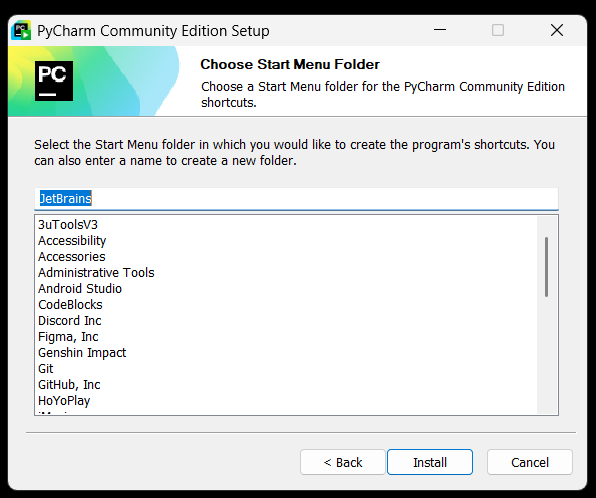 PyCharm Community Edition Setup
PC
Choose Start Menu Folder
Choose a Start Menu folder for the PyCharm Community Edition
shortcuts.
Select the Start Menu folder in which you would like to create the program's shortcuts. You
can also enter a name to create a new folder.
JetBrains
3uToolsV3
Accessibility
Accessories
Administrative Tools
Android Studio
CodeBlocks
Discord Inc
Figma, Inc
Genshin Impact
Git
GitHub, Inc
HoYoPlay
< Back Install Cancel